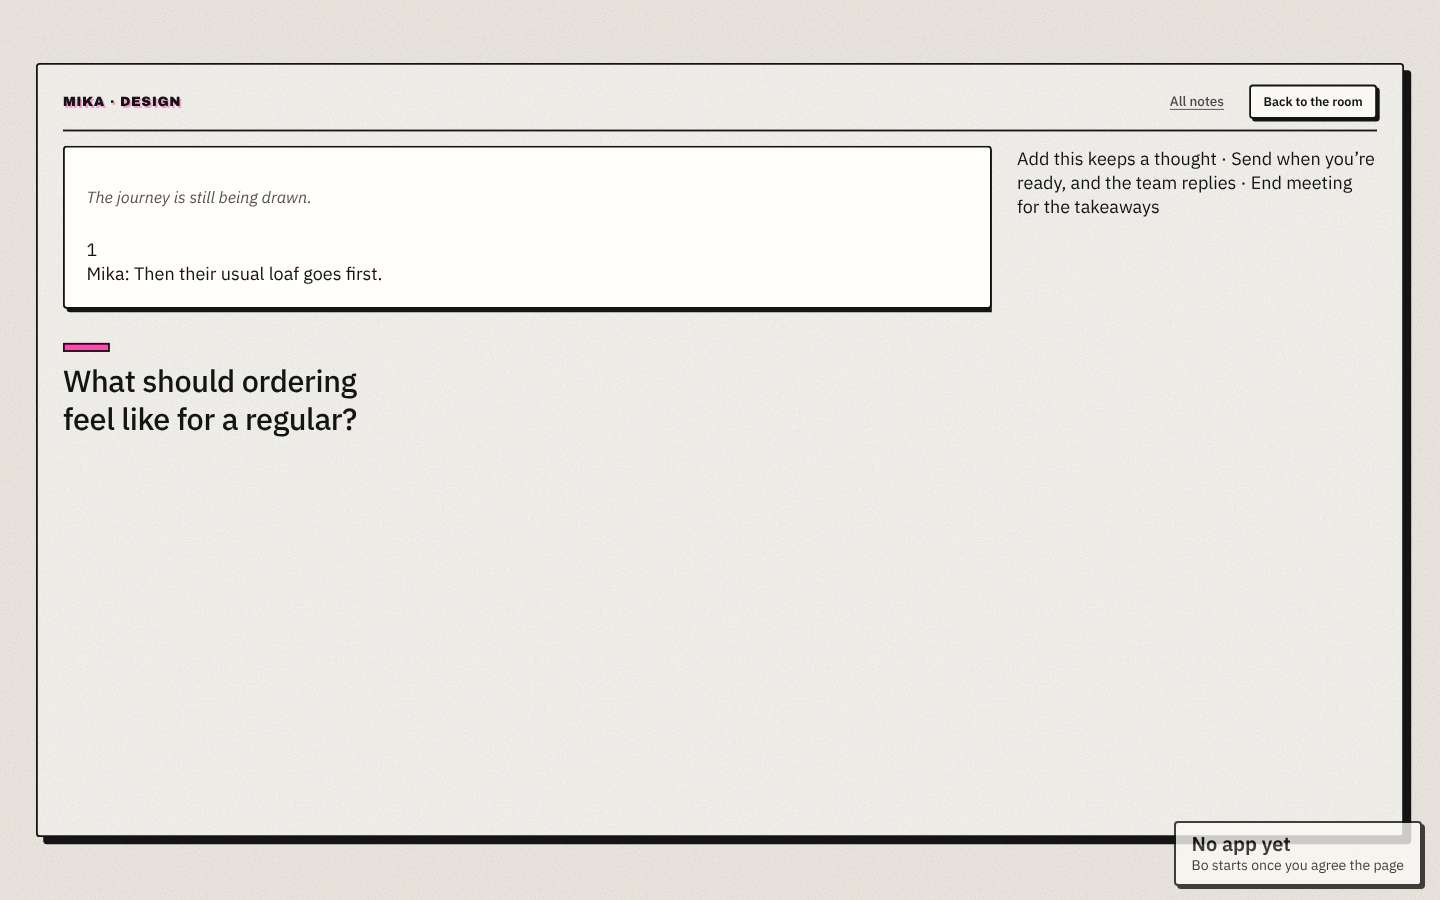 MIKA · DESIGN
All notes
Back to the room
The journey is still being drawn.
1
Mika: Then their usual loaf goes first.
Add this keeps a thought · Send when you’re
ready, and the team replies · End meeting
for the takeaways
What should ordering
feel like for a regular?
No app yet
Bo starts once you agree the page